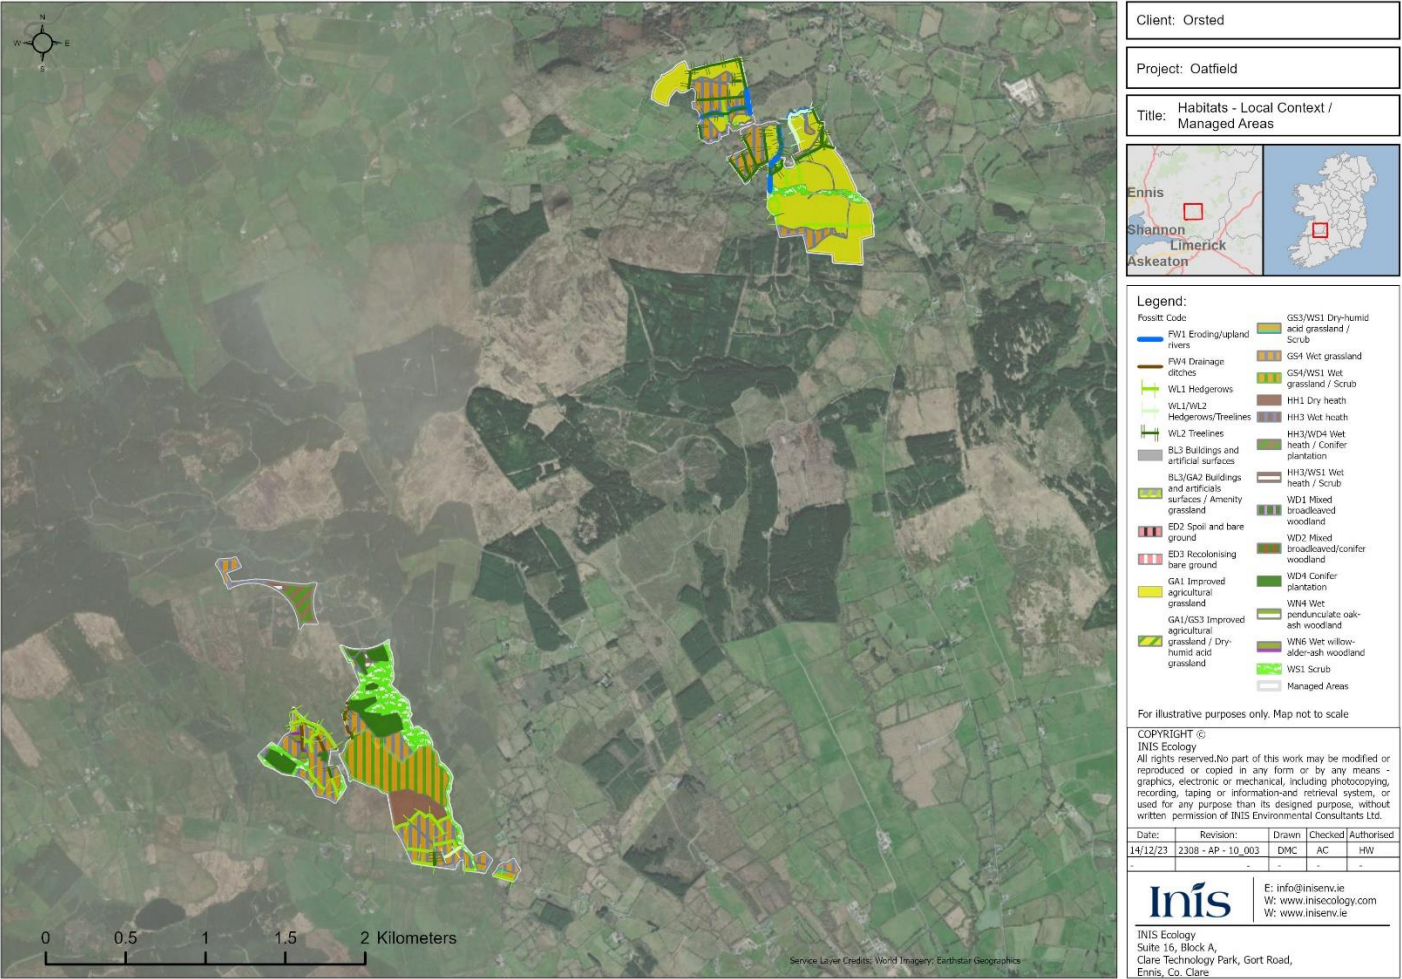 N
W
E
S
Client: Orsted
Project: Oatfield
Title:
Habitats - Local Context /
Managed Areas
Ennis
Shannon
Limerick
Askeaton
Legend:
Fossitt Code
FW1 Eroding/upland
rivers
FW4 Drainage
ditches
WL1 Hedgerows
WL1/WL2
Hedgerows/Treelines
WL2 Treelines
BL3 Buildings and
artificial surfaces
BL3/GA2 Buildings
and artificials
surfaces / Amenity
grassland
ED2 Spoil and bare
ground
ED3 Recolonising
bare ground
GA1 Improved
agricultural
grassland
GA1/GS3 Improved
agricultural
grassland / Dry-
humid acid
grassland
GS3/WS1 Dry-humid
acid grassland /
Scrub
GS4 Wet grassland
GS4/WS1 Wet
grassland / Scrub
HH1 Dry heath
HH3 Wet heath
HH3/WD4 Wet
heath / Conifer
plantation
HH3/WS1 Wet
heath / Scrub
WD1 Mixed
broadleaved
woodland
WD2 Mixed
broadleaved/conifer
woodland
WD4 Conifer
plantation
WN4 Wet
pendunculate oak-
ash woodland
WN6 Wet willow-
alder-ash woodland
WS1 Scrub
Managed Areas
For illustrative purposes only. Map not to scale
COPYRIGHT ©
INIS Ecology
All rights reserved.No part of this work may be modified or
reproduced or copied in any form or by any means -
graphics, electronic or mechanical, including photocopying,
recording, taping or information-and retrieval system, or
used for any purpose than its designed purpose, without
written permission of INIS Environmental Consultants Ltd.
Date: Revision: Drawn Checked Authorised
14/12/23 2308 - AP - 10_003 DMC AC HW
- - - - -
Inis
E: info@inisenv.ie
W: www.inisecology.com
W: www.inisenv.ie
INIS Ecology
Suite 16, Block A,
Clare Technology Park, Gort Road,
Ennis, Co. Clare
0 0.5 1 1.5 2 Kilometers
Service Layer Credits: World Imagery: Earthstar Geographics